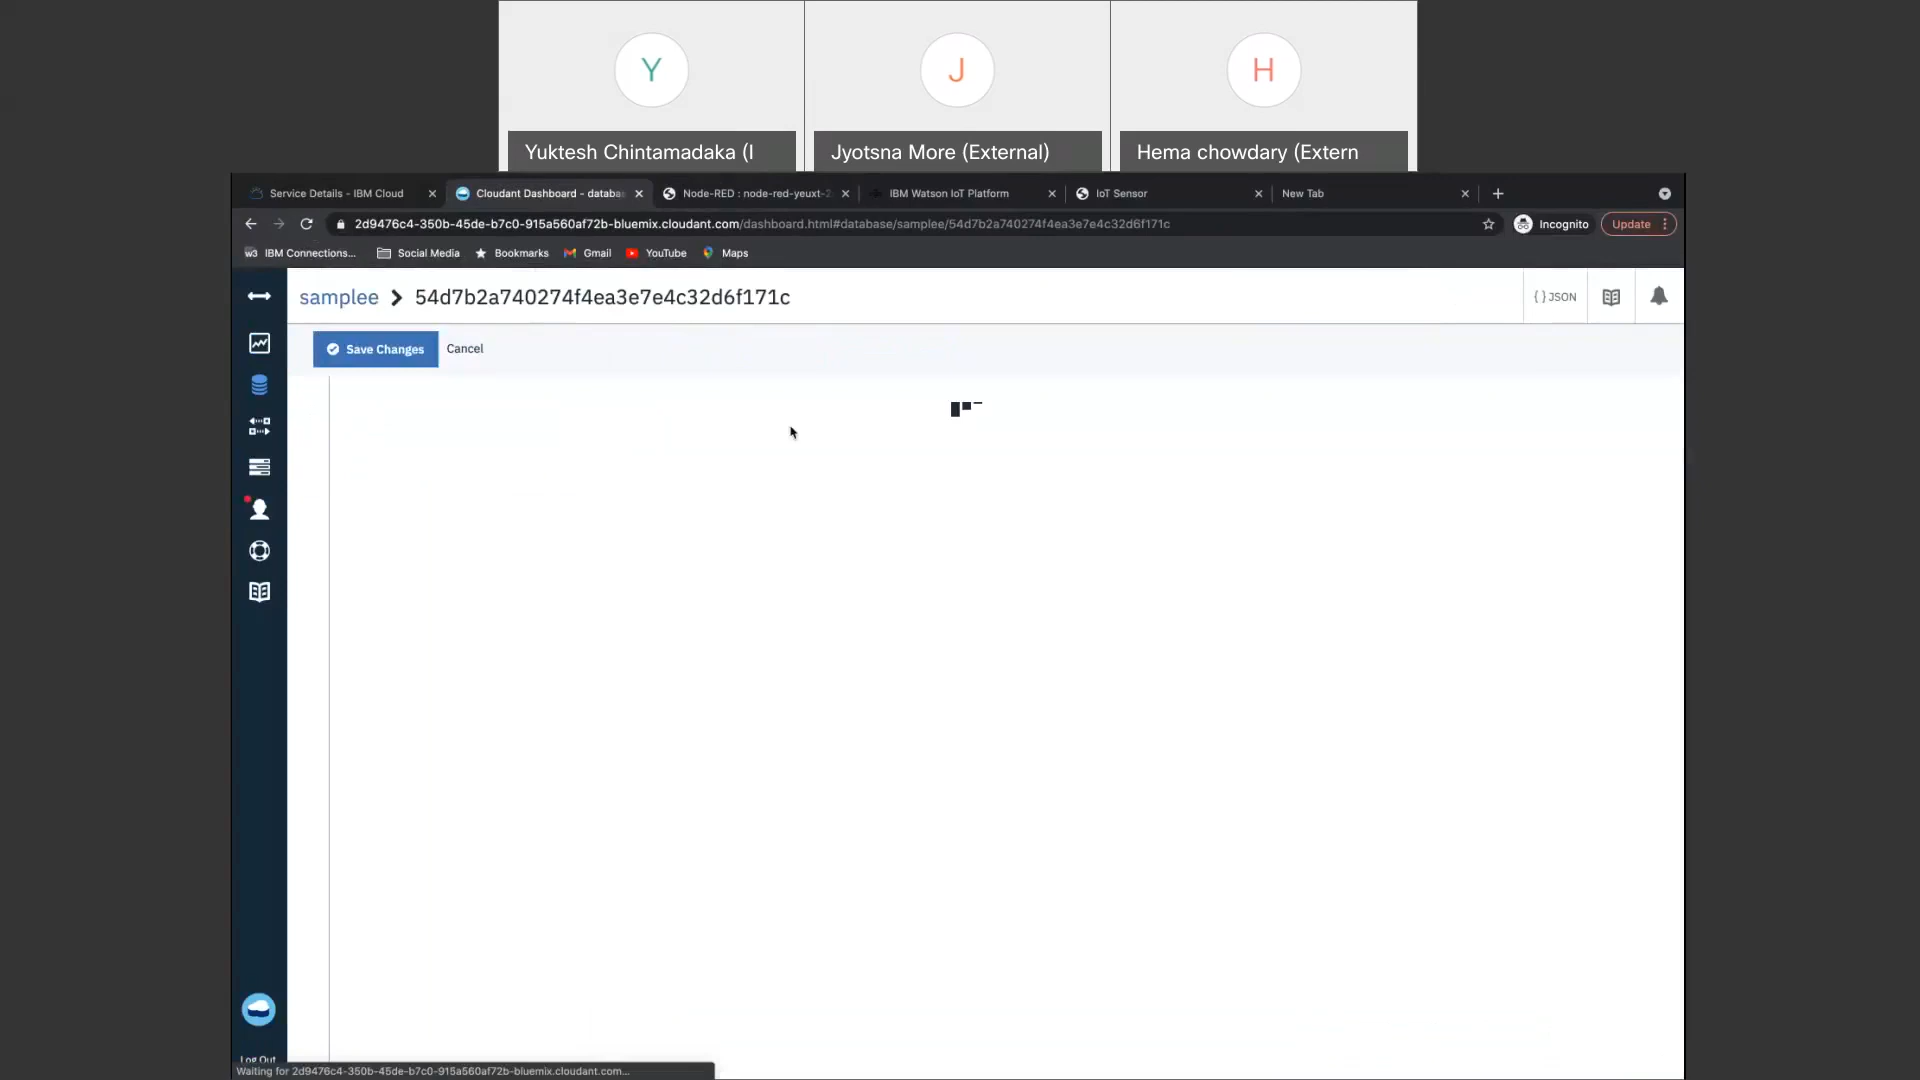 Y
J
H
Yuktesh Chintamadaka (I
Jyotsna More (External)
Hema chowdary (Extern
Service Details - IBM Cloud
Cloudant Dashboard - databa
Node-RED : node-red-yeuxt-2
IBM Watson IoT Platform
IoT Sensor
New Tab
2d9476c4-350b-45de-b7c0-915a560af72b-bluemix.cloudant.com/dashboard.html#database/samplee/54d7b2a740274f4ea3e7e4c32d6f171c
Incognito
Update
w3 IBM Connections...
Social Media
Bookmarks
Gmail
YouTube
Maps
samplee > 54d7b2a740274f4ea3e7e4c32d6f171c
{ } JSON
Save Changes
Cancel
Log Out
Waiting for 2d9476c4-350b-45de-b7c0-915a560af72b-bluemix.cloudant.com...